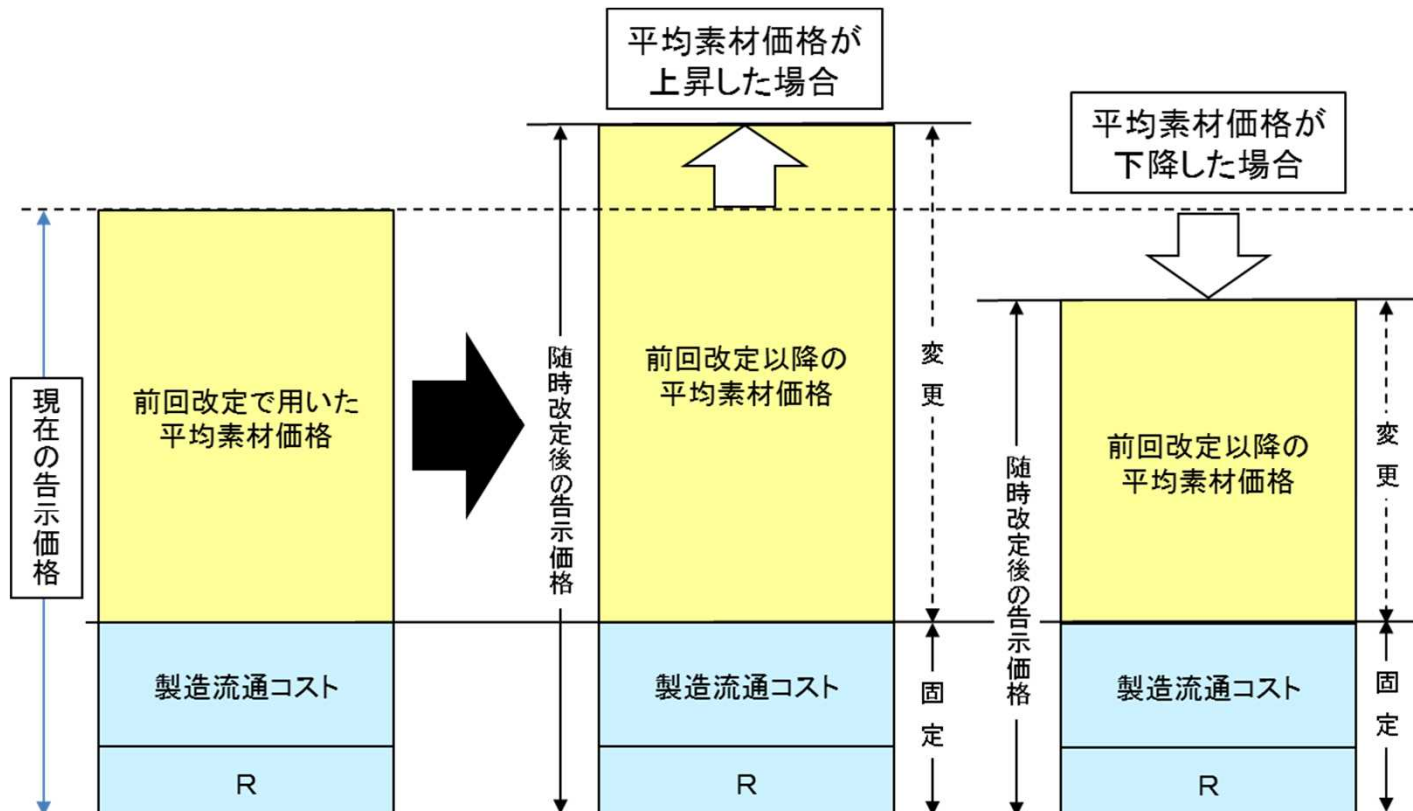 平均素材価格が
上昇した場合
平均素材価格が
下降した場合
現在の告示価格
前回改定で用いた
平均素材価格
製造流通コスト
R
随時改定後の告示価格
前回改定以降の
平均素材価格
製造流通コスト
R
変更
固定
随時改定後の告示価格
前回改定以降の
平均素材価格
製造流通コスト
R
変更
固定